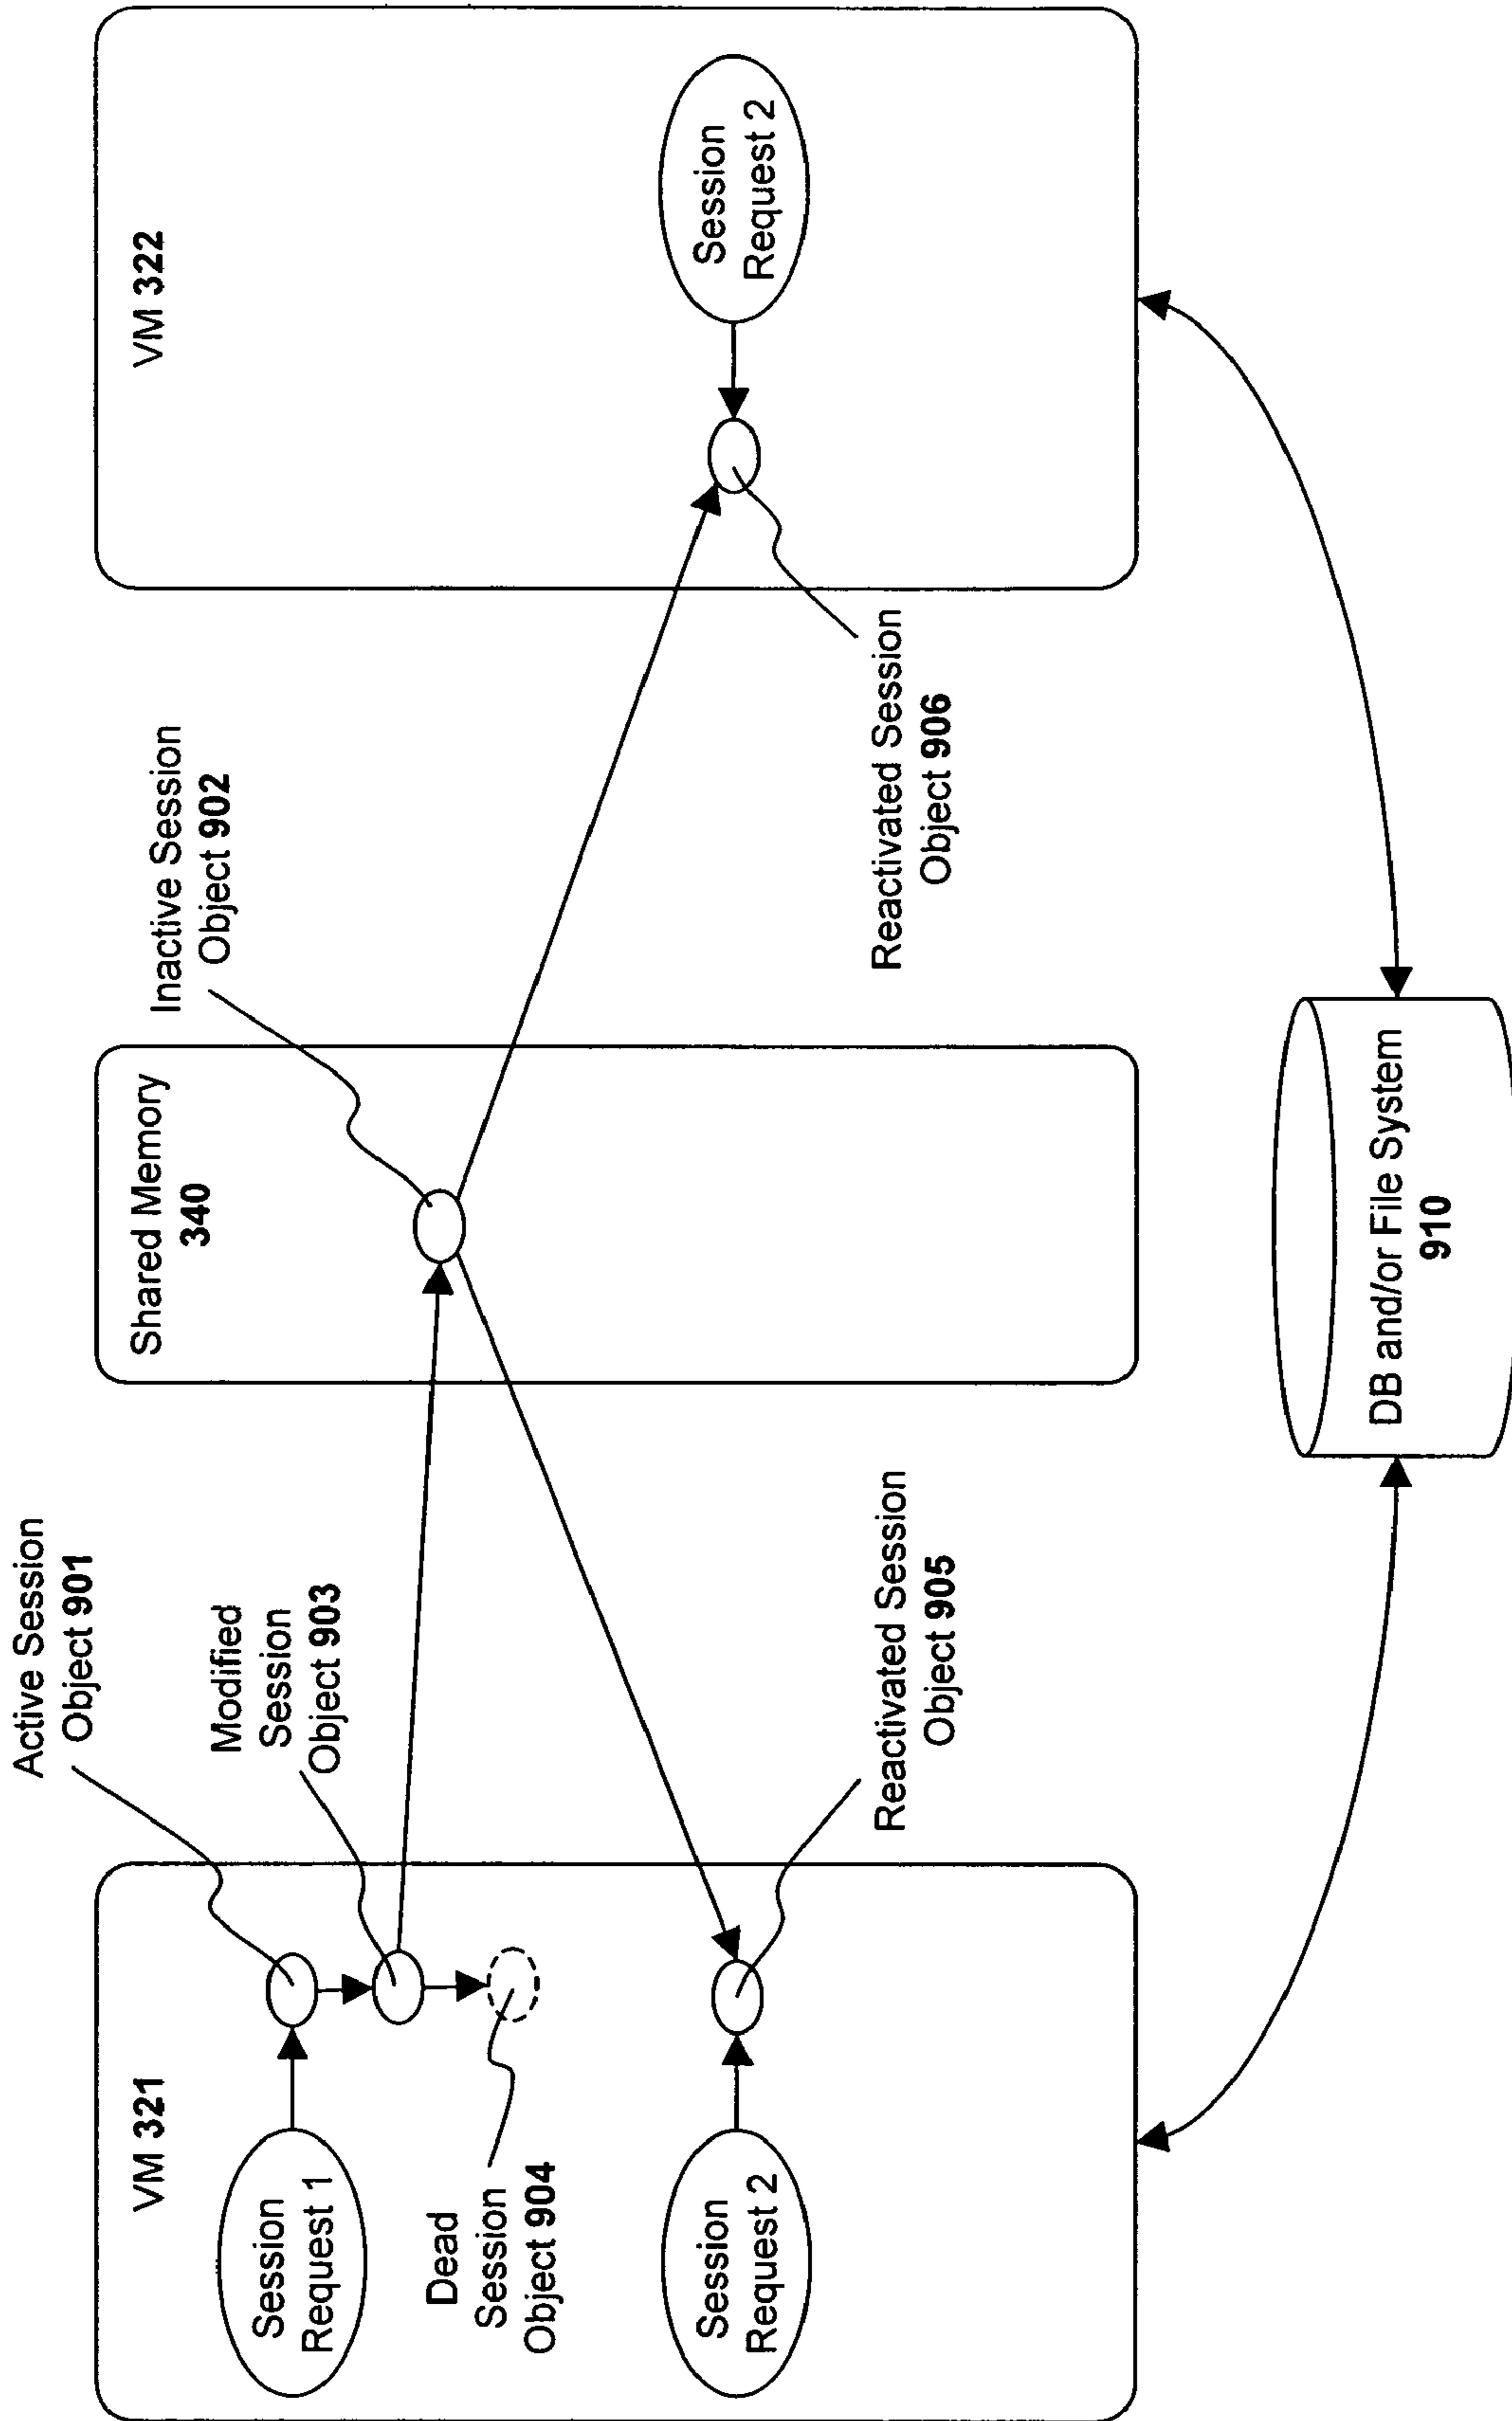 Active Session
Object 901
Modified
Session
Object 903
Inactive Session
Object 902
VM 321
Session
Request 1
Dead
Session
Object 904
Session
Request 2
Shared Memory
340
VM 322
Session
Request 2
Reactivated Session
Object 905
Reactivated Session
Object 906
DB and/or File System
910